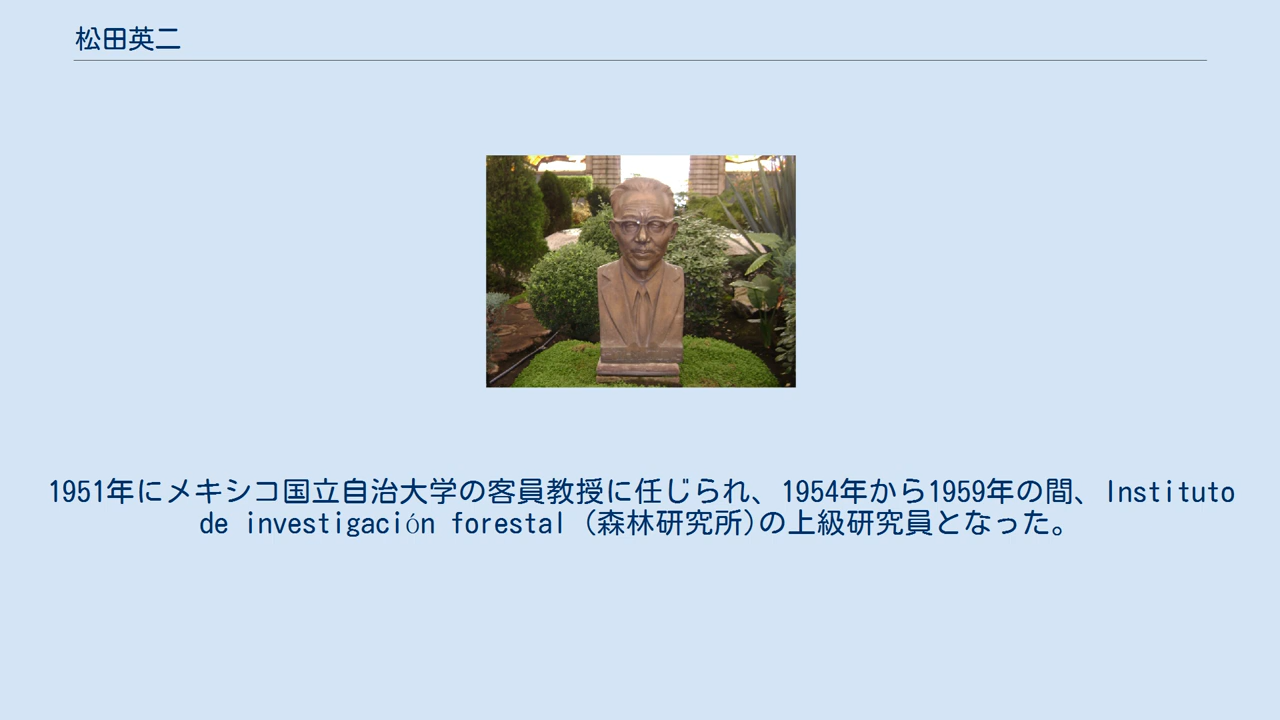 松田英二
1951年にメキシコ国立自治大学の客員教授に任じられ、1954年から1959年の間、Instituto
de investigación forestal (森林研究所)の上級研究員となった。